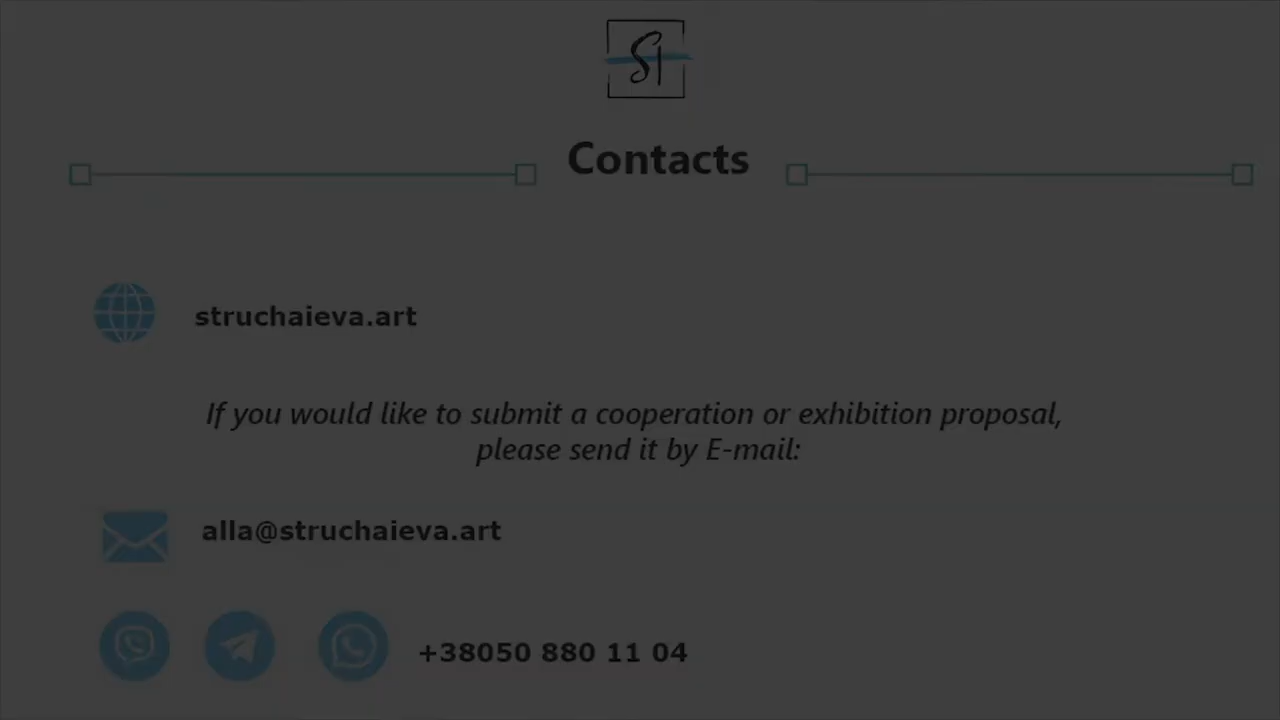 Contacts
struchaieva.art
If you would like to submit a cooperation or exhibition proposal,
please send it by E-mail:
alla@struchaieva.art
+38050 880 11 04